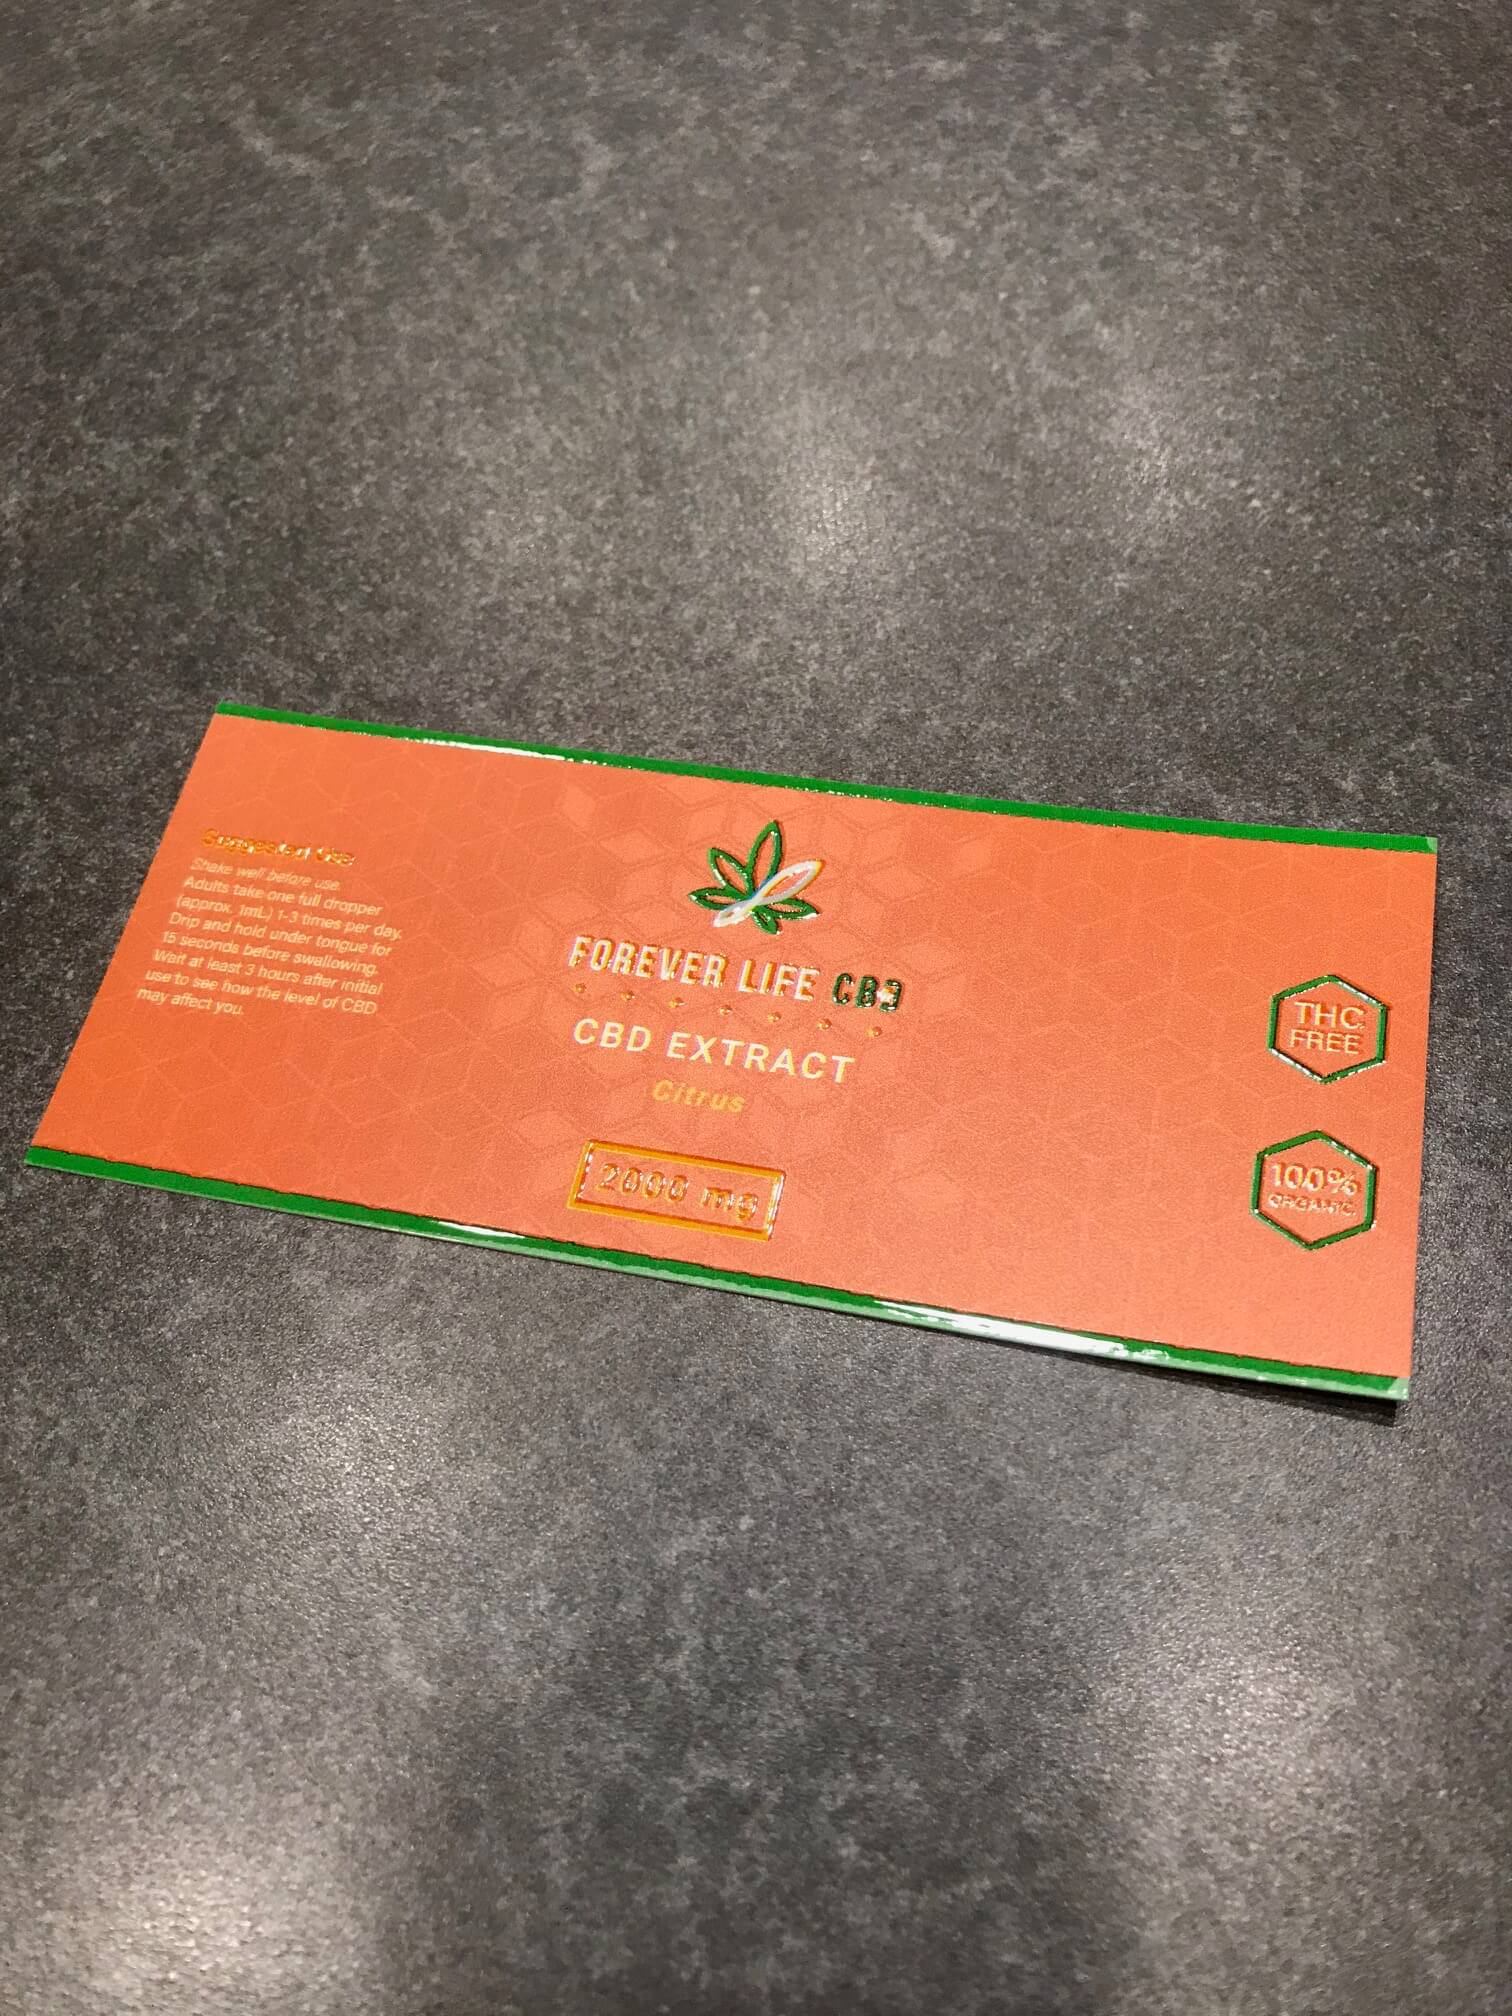 Suggested Use
Shake well before use.
Adults take one full dropper
(approx. 1mL) 1-3 times per day.
Drip and hold under tongue for
15 seconds before swallowing.
Wait at least 3 hours after initial
use to see how the level of CBD
may affect you.
FOREVER LIFE CBD
CBD EXTRACT
Citrus
2000 mg
THC
FREE
100%
ORGANIC